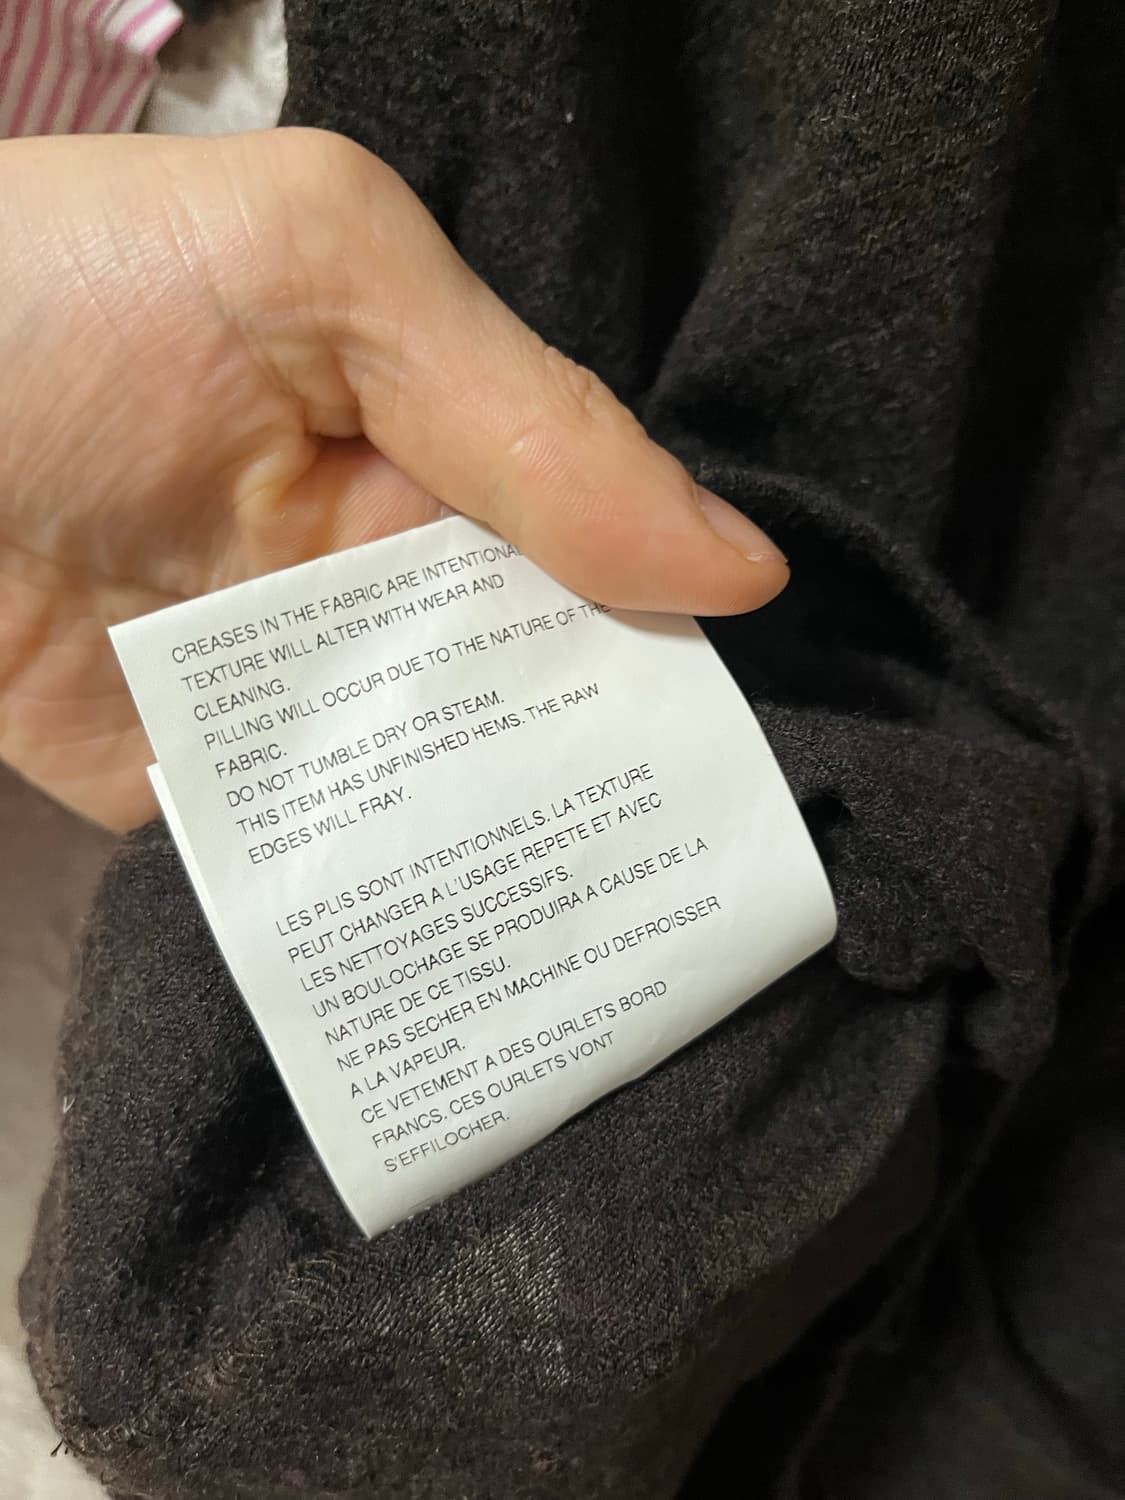 CREASES IN THE FABRIC ARE INTENTIONAL
TEXTURE WILL ALTER WITH WEAR AND
CLEANING.
PILLING WILL OCCUR DUE TO THE NATURE OF THE
FABRIC.
DO NOT TUMBLE DRY OR STEAM.
THIS ITEM HAS UNFINISHED HEMS. THE RAW
EDGES WILL FRAY.
LES PLIS SONT INTENTIONNELS. LA TEXTURE
PEUT CHANGER A L'USAGE REPETE ET AVEC
LES NETTOYAGES SUCCESSIFS.
UN BOULOCHAGE SE PRODUIRA A CAUSE DE LA
NATURE DE CE TISSU.
NE PAS SECHER EN MACHINE OU DEFROISSER
A LA VAPEUR.
CE VETEMENT A DES OURLETS BORD
FRANCS. CES OURLETS VONT
S'EFFILOCHER.